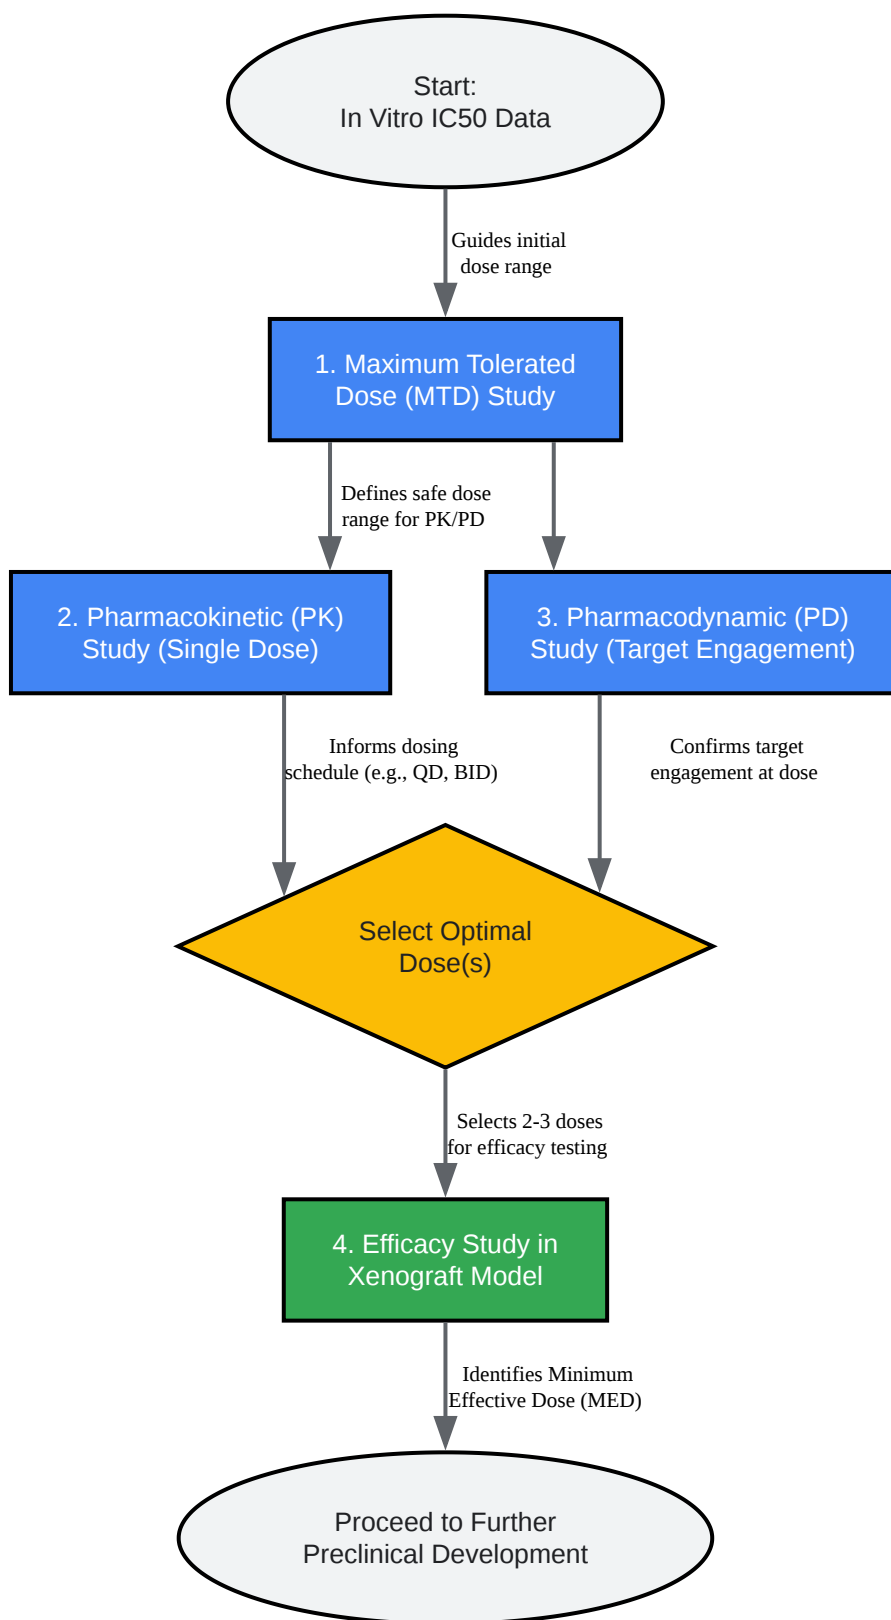 Start:
In Vitro IC50 Data
Guides initial
dose range
1. Maximum Tolerated
Dose (MTD) Study
Defines safe dose
range for PK/PD
2. Pharmacokinetic (PK)
Study (Single Dose)
3. Pharmacodynamic (PD)
Study (Target Engagement)
Informs dosing
schedule (e.g., QD, BID)
Confirms target
engagement at dose
Select Optimal
Dose(s)
Selects 2-3 doses
for efficacy testing
4. Efficacy Study in
Xenograft Model
Identifies Minimum
Effective Dose (MED)
Proceed to Further
Preclinical Development